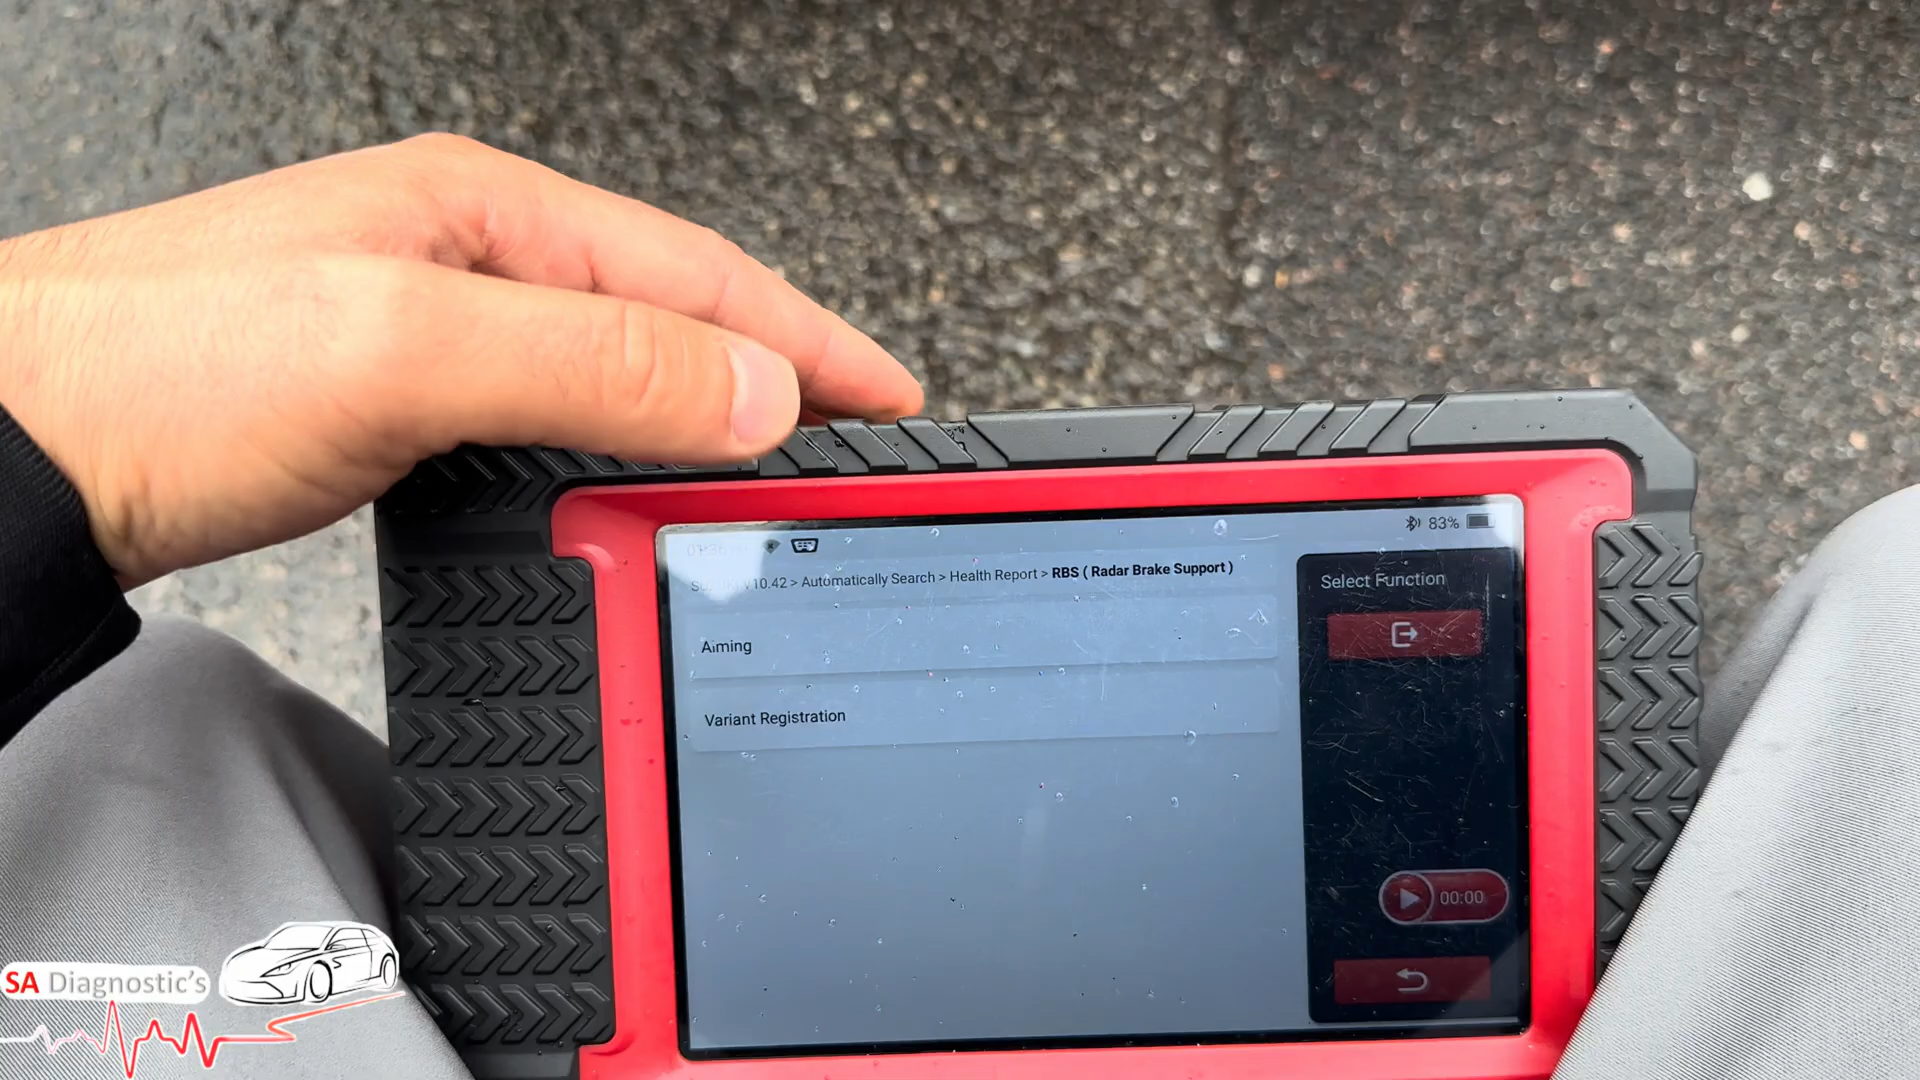 83%
V10.42 > Automatically Search > Health Report > RBS ( Radar Brake Support )
Select Function
Aiming
Variant Registration
00:00
SA Diagnostic's